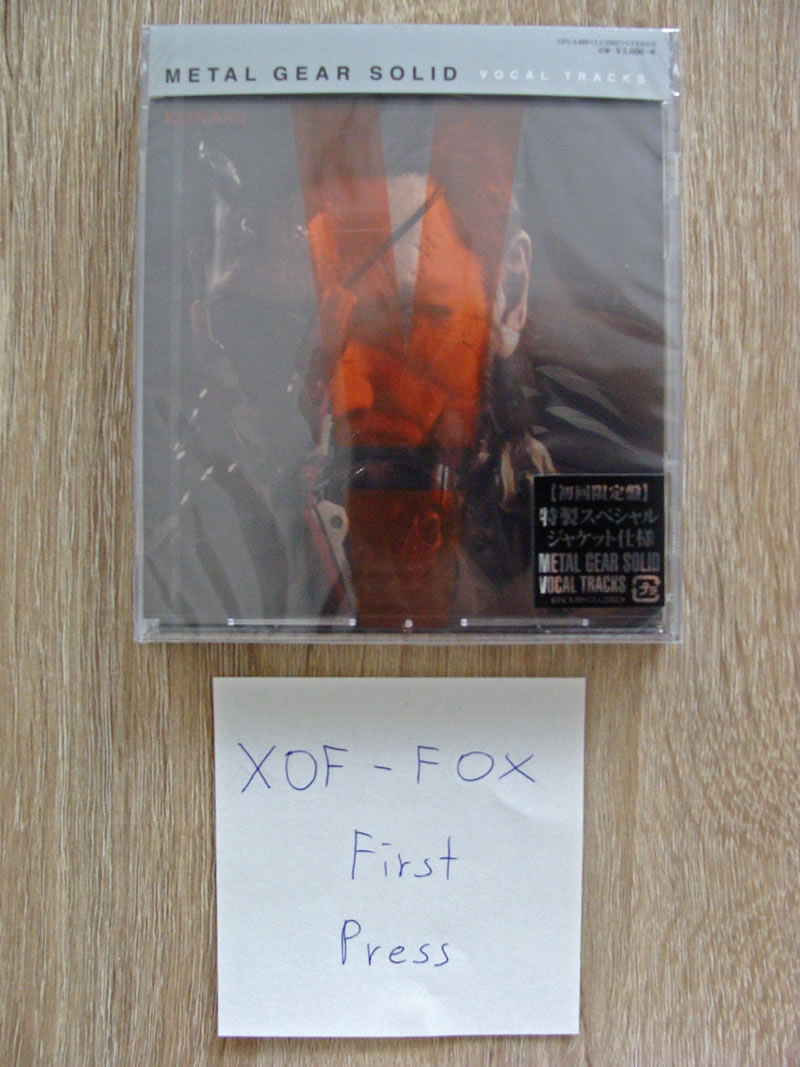 METAL GEAR SOLID VOCAL TRACKS
KONAMI
【初回限定盤】
特製スペシャル
ジャケット仕様
METAL GEAR SOLID
VOCAL TRACKS
XOF - FOX
First
Press